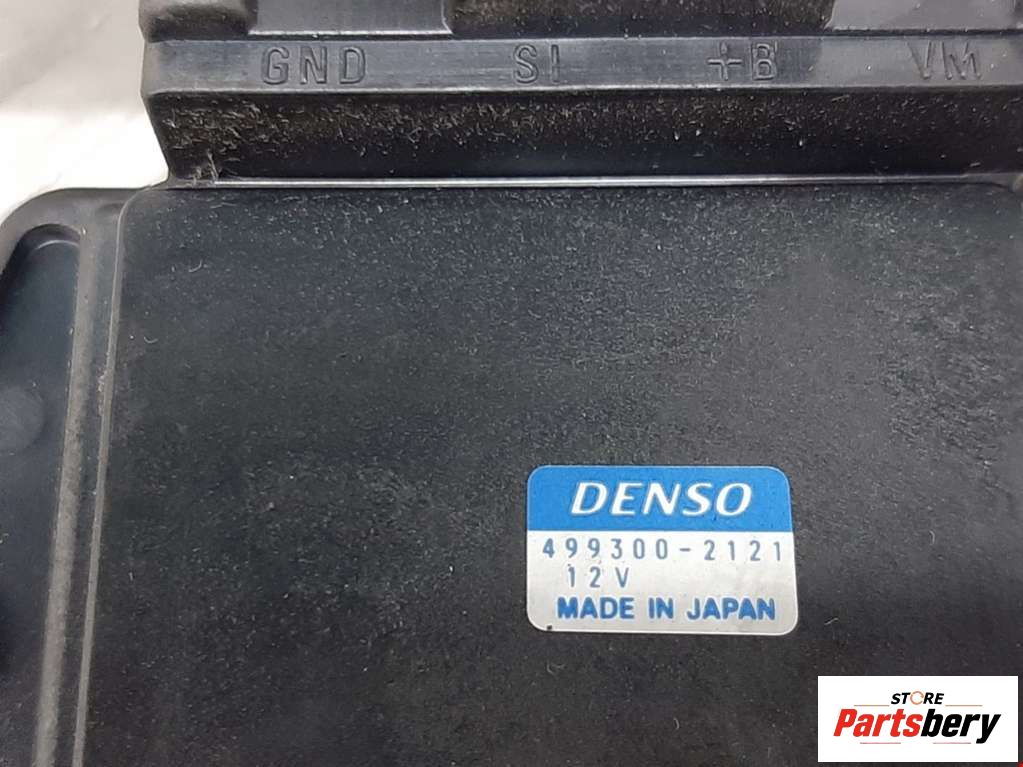 GND SI +B VM
DENSO
499300-2121
12V
MADE IN JAPAN
STORE
Partsbery